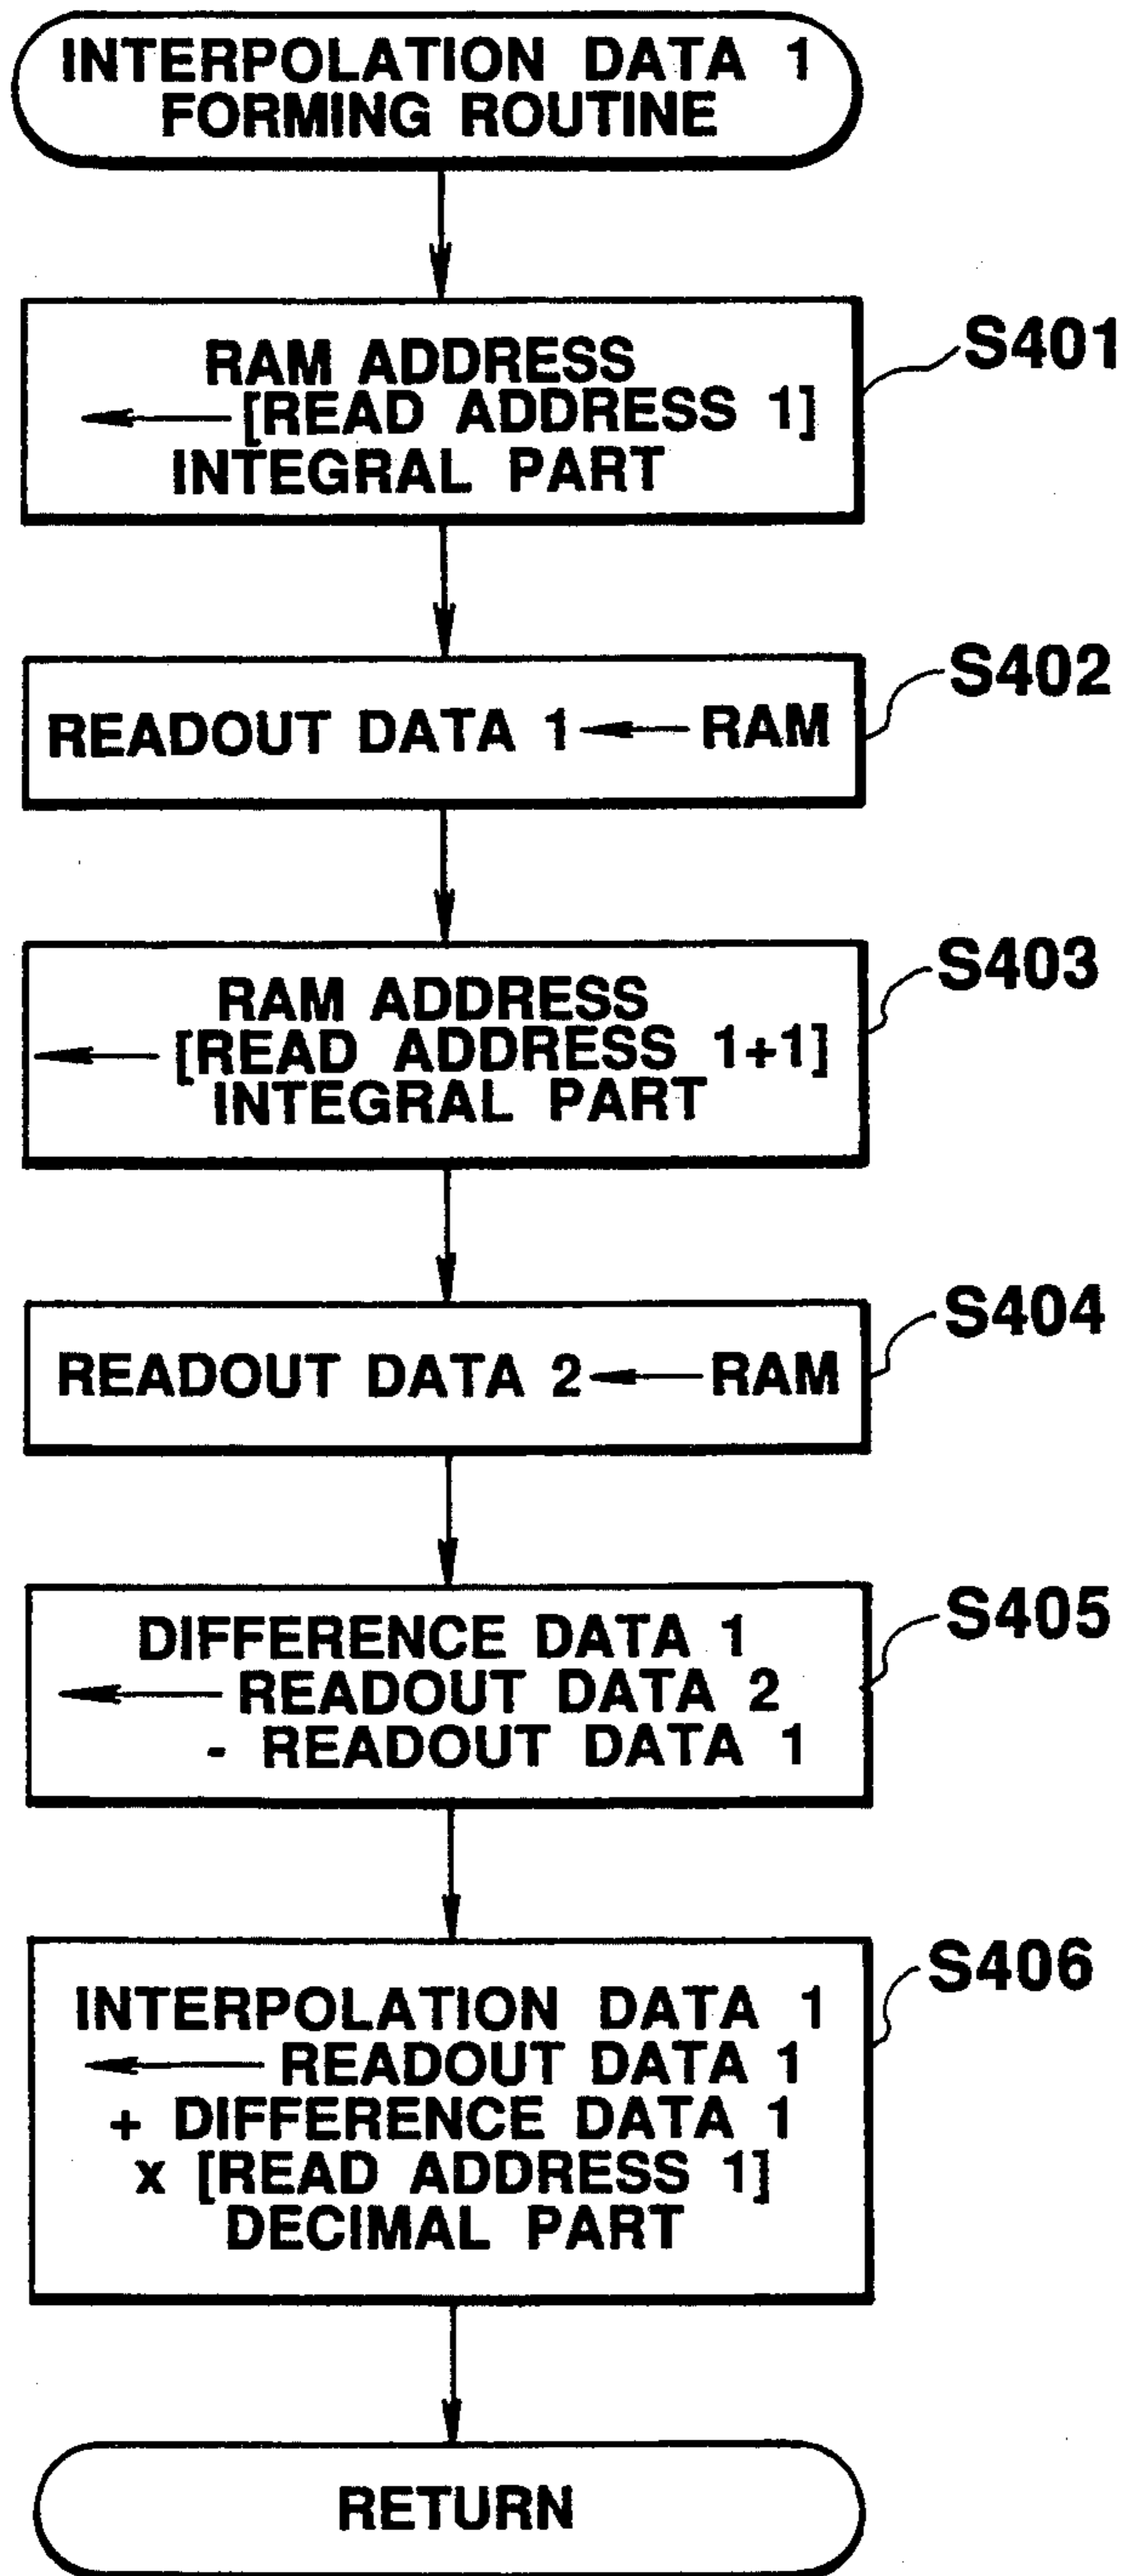 INTERPOLATION DATA 1
FORMING ROUTINE
RAM ADDRESS
← [READ ADDRESS 1]
INTEGRAL PART
S401
READOUT DATA 1 ← RAM
S402
RAM ADDRESS
← [READ ADDRESS 1+1]
INTEGRAL PART
S403
READOUT DATA 2 ← RAM
S404
DIFFERENCE DATA 1
← READOUT DATA 2
- READOUT DATA 1
S405
INTERPOLATION DATA 1
← READOUT DATA 1
+ DIFFERENCE DATA 1
x [READ ADDRESS 1]
DECIMAL PART
S406
RETURN